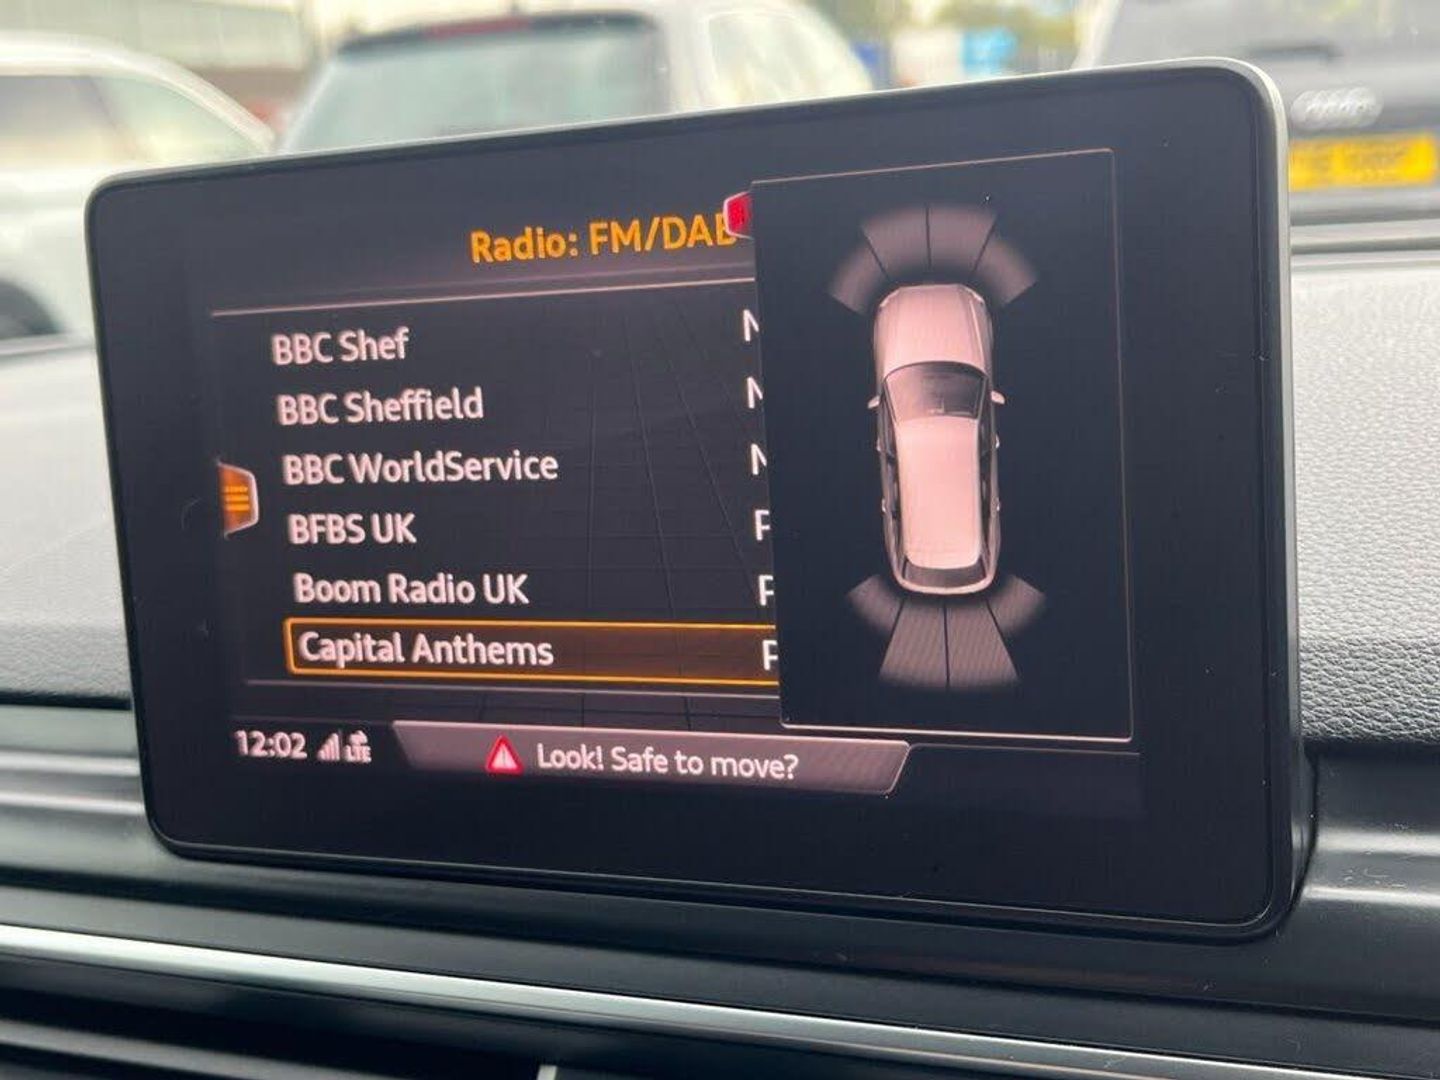 Radio: FM/DAB
BBC Shef
BBC Sheffield
BBC WorldService
BFBS UK
Boom Radio UK
Capital Anthems
12:02 LTE Look! Safe to move?